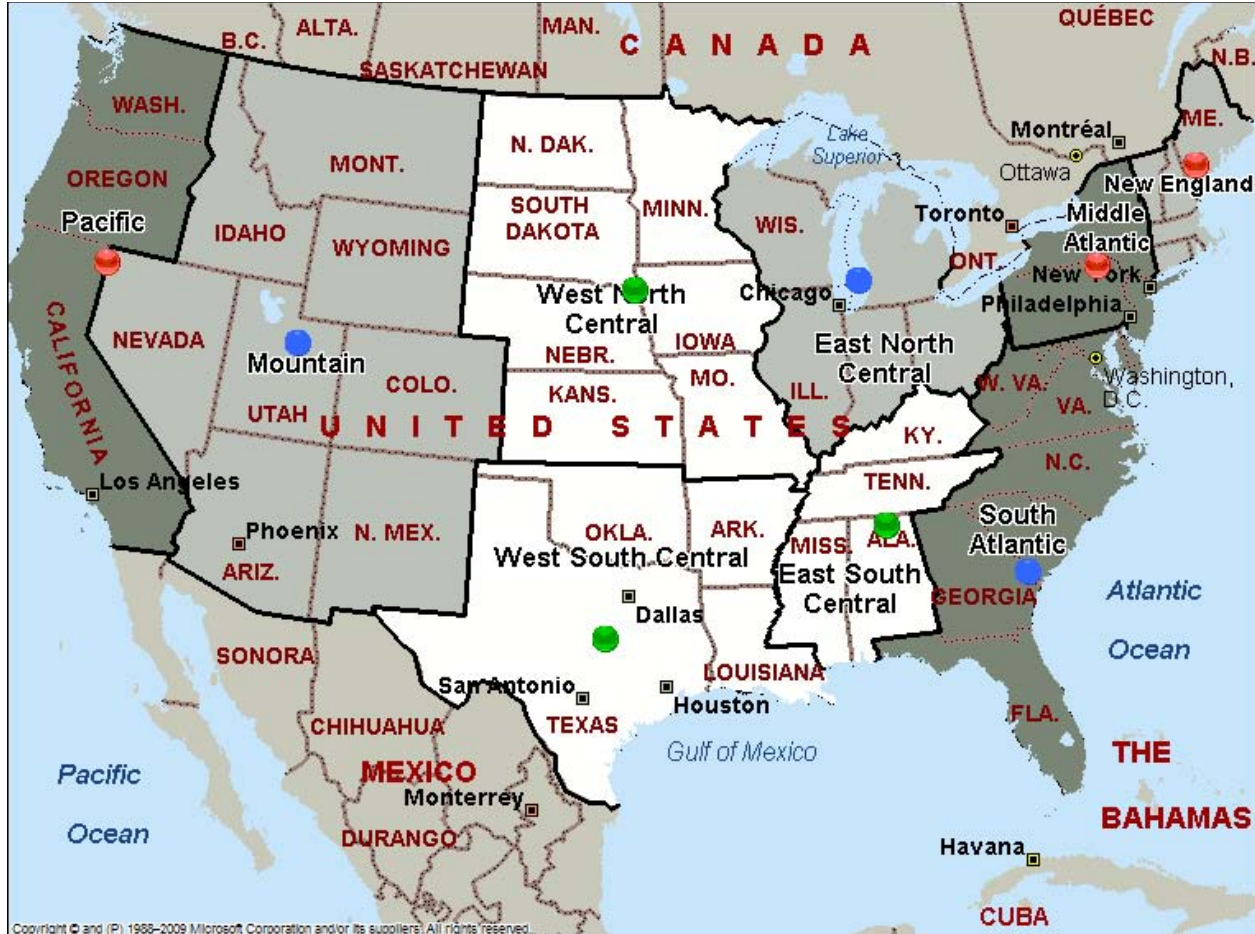 QUÉBEC
ALTA.
MAN.
B.C.
CANADA
N.B.
SASKATCHEWAN
WASH.
ME.
Montréal
Lake
Superior
N. DAK.
MONT.
Ottawa
OREGON
New England
SOUTH
DAKOTA
MINN.
Toronto
Middle
Atlantic
Pacific
IDAHO
WIS.
WYOMING
ONT.
New York
West North
Central
Chicago
Philadelphia
CALIFORNIA
NEVADA
IOWA
East North
Central
NEBR.
Mountain
COLO.
MO.
W. VA.
Washington,
D.C.
KANS.
ILL.
VA.
UTAH
UNITED STATES
KY.
N.C.
Los Angeles
TENN.
Phoenix
N. MEX.
OKLA.
ARK.
MISS.
ALA.
South
Atlantic
West South Central
ARIZ.
East South
Central
GEORGIA
Atlantic
Ocean
Dallas
SONORA
LOUISIANA
San Antonio
Houston
TEXAS
FLA.
CHIHUAHUA
Gulf of Mexico
THE
BAHAMAS
Pacific
Ocean
MEXICO
Monterrey
DURANGO
Havana
CUBA
Copyright © and (P) 1988–2009 Microsoft Corporation and/or its suppliers. All rights reserved.